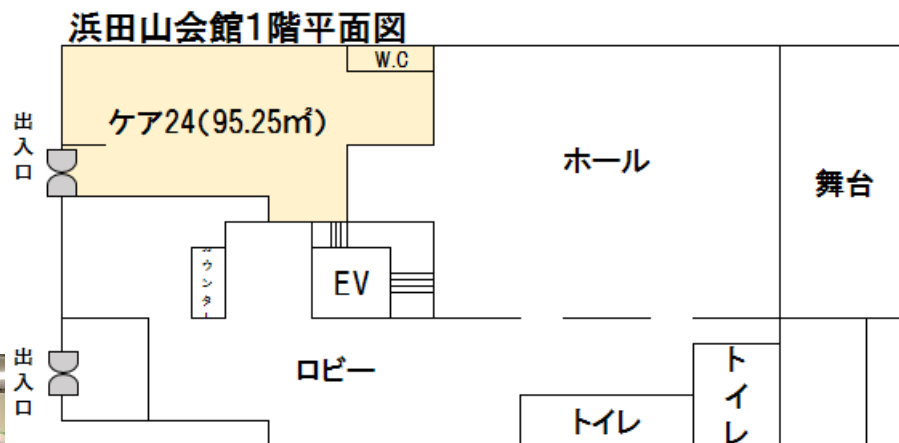 浜田山会館1階平面図
W.C
ケア24(95.25㎡)
出入口
ホール
舞台
カウンター
EV
出入口
ロビー
トイレ
トイレ